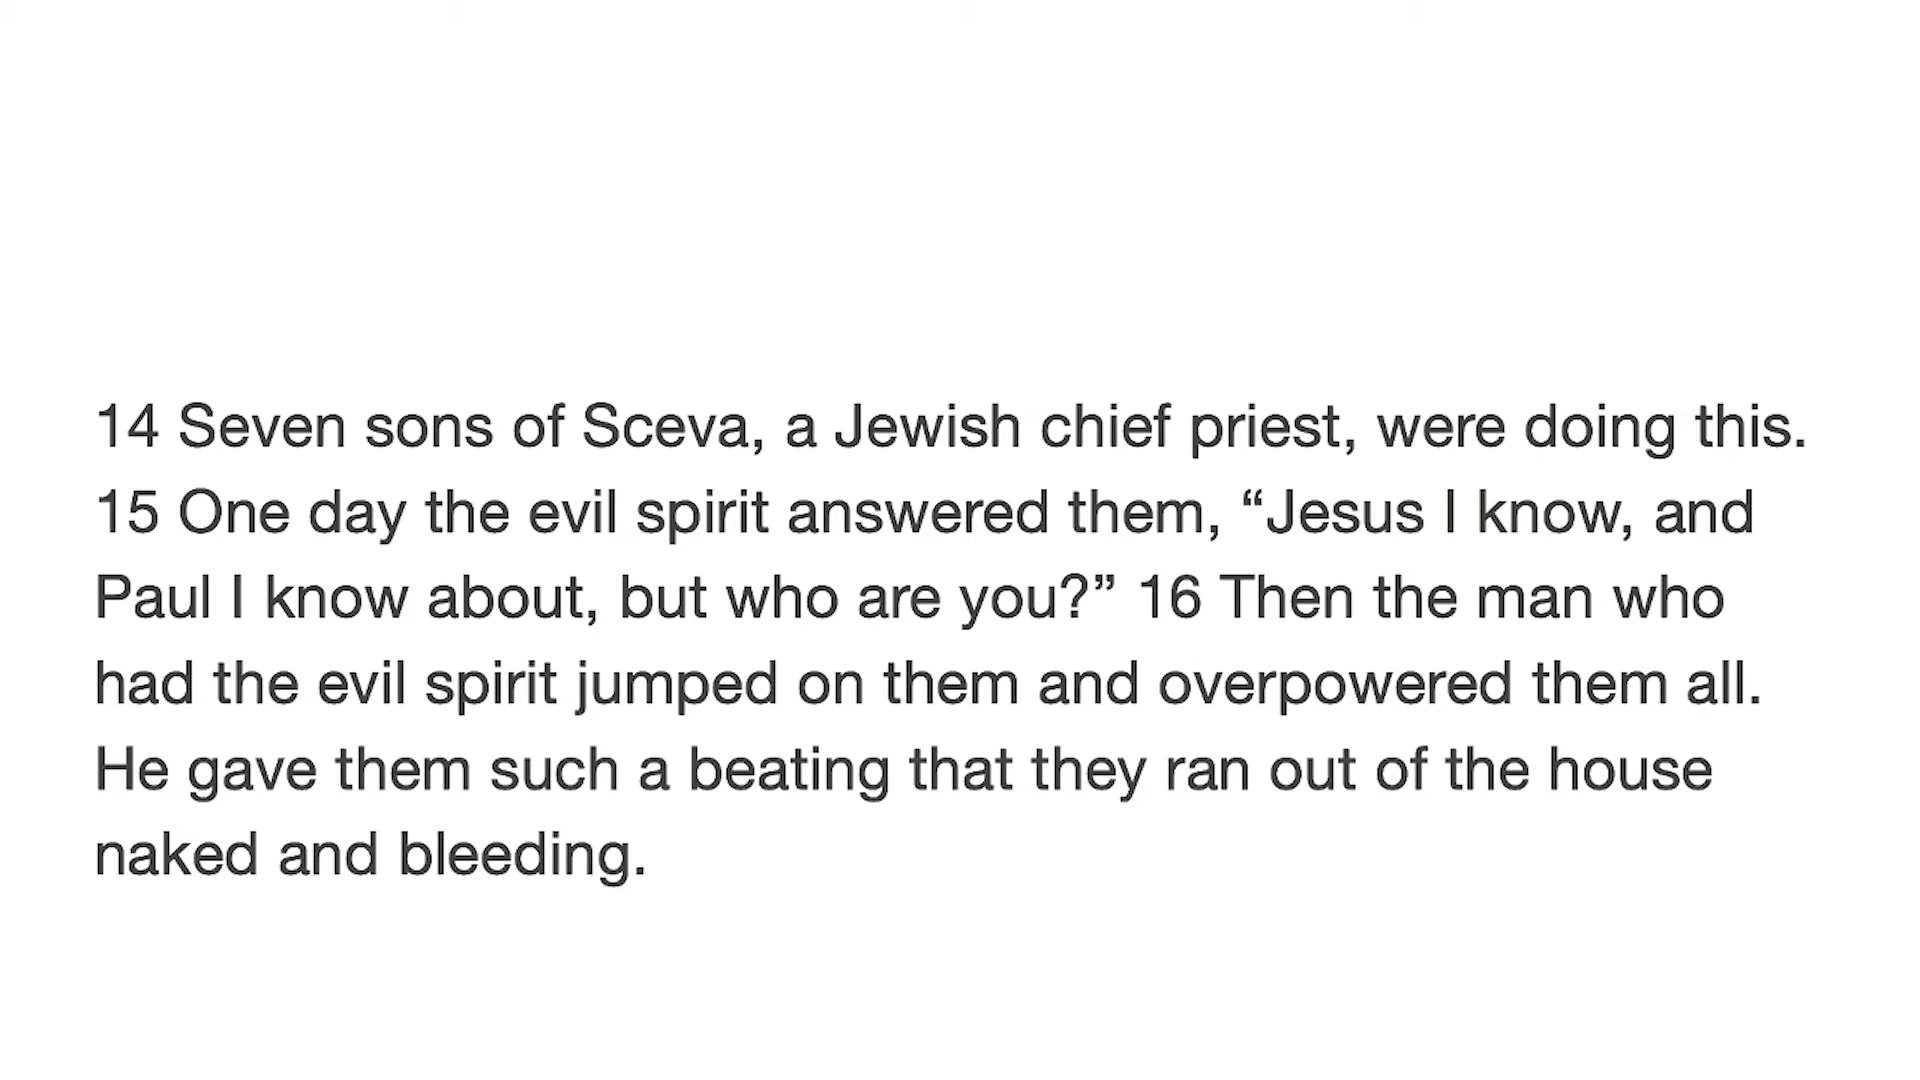 14 Seven sons of Sceva, a Jewish chief priest, were doing this.
15 One day the evil spirit answered them, “Jesus I know, and
Paul I know about, but who are you?” 16 Then the man who
had the evil spirit jumped on them and overpowered them all.
He gave them such a beating that they ran out of the house
naked and bleeding.